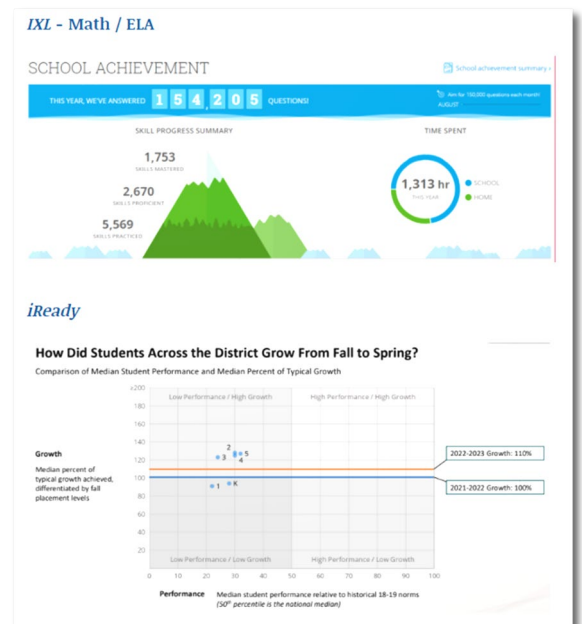 IXL - Math / ELA
SCHOOL ACHIEVEMENT
School achievement summary ›
THIS YEAR, WE'VE ANSWERED 154,205 QUESTIONS!
Aim for 100,000 questions each month
AUGUST
SKILL PROGRESS SUMMARY
TIME SPENT
1,753
SKILLS MASTERED
2,670
SKILLS PROFICIENT
5,569
SKILLS PRACTICED
1,313 hr
THIS YEAR
SCHOOL
HOME
iReady
How Did Students Across the District Grow From Fall to Spring?
Comparison of Median Student Performance and Median Percent of Typical Growth
≥200
180
160
140
120
100
80
60
40
20
Low Performance / High Growth
High Performance / High Growth
Growth
Median percent of
typical growth achieved,
differentiated by fall
placement levels
2
3
5
4
1
K
2022-2023 Growth: 110%
2021-2022 Growth: 100%
Low Performance / Low Growth
High Performance / Low Growth
0 10 20 30 40 50 60 70 80 90 100
Performance Median student performance relative to historical 18-19 norms
(50th percentile is the national median)